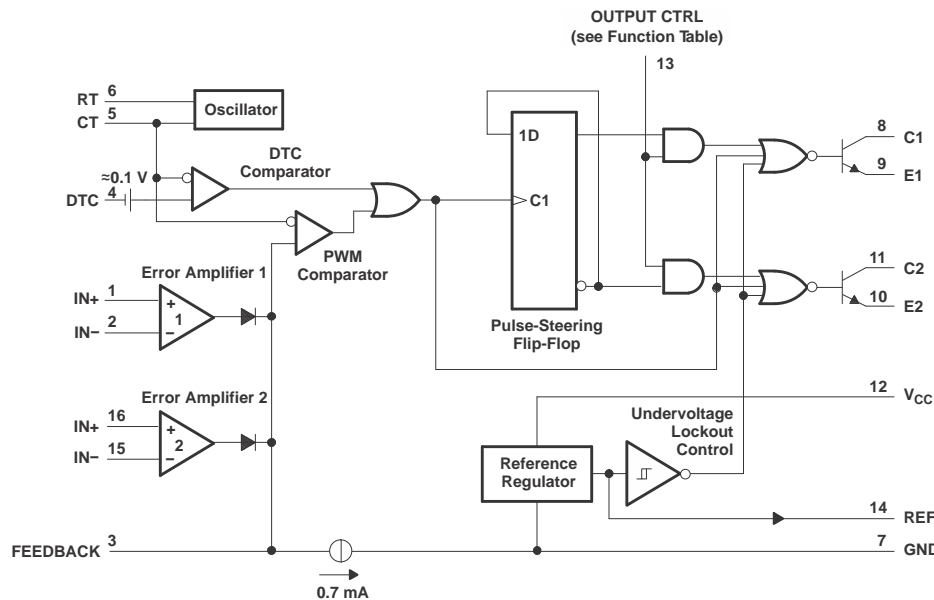 OUTPUT CTRL
(see Function Table)
13
RT 6
CT 5
Oscillator
DTC
Comparator
≈0.1 V
DTC 4
PWM
Comparator
1D
C1
Pulse-Steering
Flip-Flop
8 C1
9 E1
11 C2
10 E2
Error Amplifier 1
IN+ 1
IN− 2
+
1
−
Error Amplifier 2
IN+ 16
IN− 15
+
2
−
12 VCC
Undervoltage
Lockout
Control
Reference
Regulator
14 REF
FEEDBACK 3
7 GND
0.7 mA